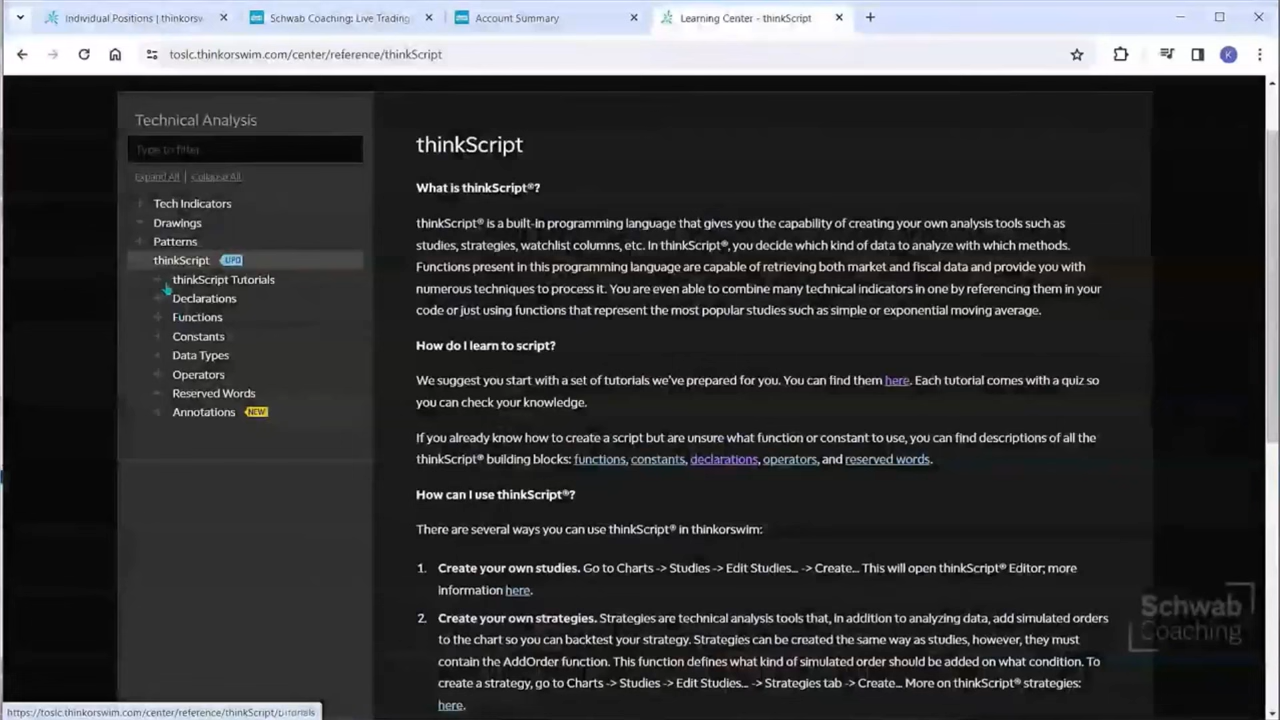 Individual Positions | thinkorsv
Schwab Coaching: Live Trading
Account Summary
Learning Center - thinkScript
toslc.thinkorswim.com/center/reference/thinkScript
K
Technical Analysis
Type to filter
Expand All | Collapse All
Tech Indicators
Drawings
Patterns
thinkScript UPD
thinkScript Tutorials
Declarations
Functions
Constants
Data Types
Operators
Reserved Words
Annotations NEW
thinkScript
What is thinkScript®?
thinkScript® is a built-in programming language that gives you the capability of creating your own analysis tools such as
studies, strategies, watchlist columns, etc. In thinkScript®, you decide which kind of data to analyze with which methods.
Functions present in this programming language are capable of retrieving both market and fiscal data and provide you with
numerous techniques to process it. You are even able to combine many technical indicators in one by referencing them in your
code or just using functions that represent the most popular studies such as simple or exponential moving average.
How do I learn to script?
We suggest you start with a set of tutorials we've prepared for you. You can find them here. Each tutorial comes with a quiz so
you can check your knowledge.
If you already know how to create a script but are unsure what function or constant to use, you can find descriptions of all the
thinkScript® building blocks: functions, constants, declarations, operators, and reserved words.
How can I use thinkScript®?
There are several ways you can use thinkScript® in thinkorswim:
1. Create your own studies. Go to Charts -> Studies -> Edit Studies... -> Create... This will open thinkScript® Editor; more
information here.
2. Create your own strategies. Strategies are technical analysis tools that, in addition to analyzing data, add simulated orders
to the chart so you can backtest your strategy. Strategies can be created the same way as studies, however, they must
contain the AddOrder function. This function defines what kind of simulated order should be added on what condition. To
create a strategy, go to Charts -> Studies -> Edit Studies... -> Strategies tab -> Create... More on thinkScript® strategies:
here.
Schwab
Coaching
https://toslc.thinkorswim.com/center/reference/thinkScript/tutorials